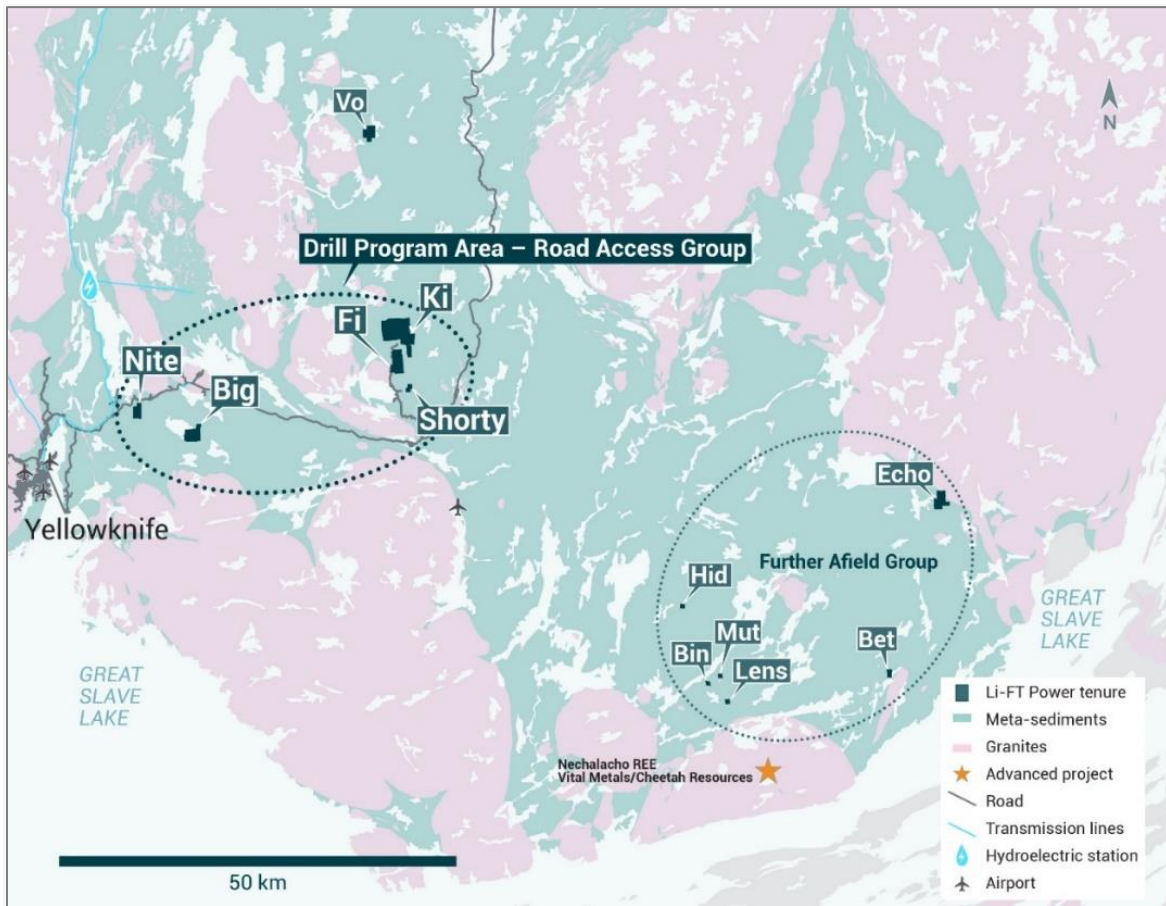 Vo
N
Drill Program Area – Road Access Group
Ki
Fi
Nite
Big
Shorty
Echo
Yellowknife
Further Afield Group
Hid
GREAT
SLAVE
LAKE
Mut
Bin
Bet
Lens
GREAT
SLAVE
LAKE
Li-FT Power tenure
Meta-sediments
Granites
Advanced project
Road
Transmission lines
Hydroelectric station
Airport
Nechalacho REE
Vital Metals/Cheetah Resources
50 km